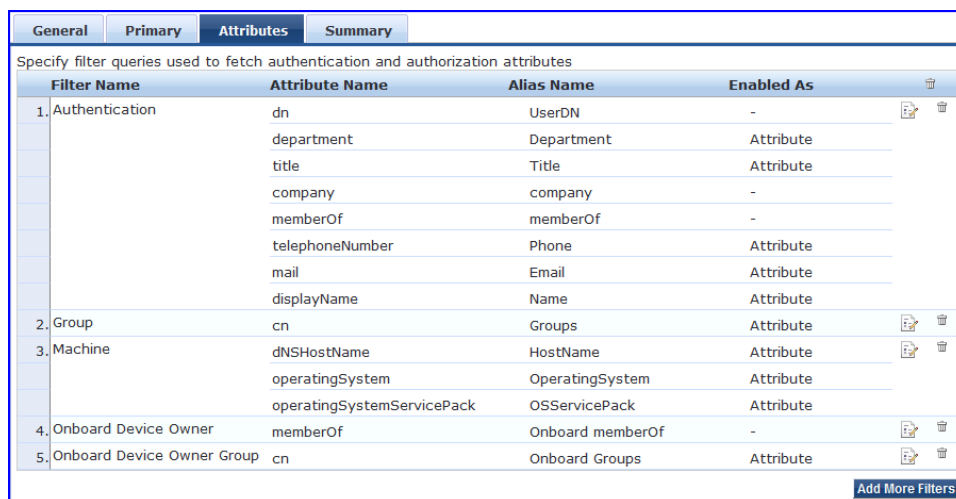 General Primary Attributes Summary
Specify filter queries used to fetch authentication and authorization attributes
Filter Name Attribute Name Alias Name Enabled As
1. Authentication dn UserDN -
department Department Attribute
title Title Attribute
company company -
memberOf memberOf -
telephoneNumber Phone Attribute
mail Email Attribute
displayName Name Attribute
2. Group cn Groups Attribute
3. Machine dNSHostName HostName Attribute
operatingSystem OperatingSystem Attribute
operatingSystemServicePack OSServicePack Attribute
4. Onboard Device Owner memberOf Onboard memberOf -
5. Onboard Device Owner Group cn Onboard Groups Attribute
Add More Filters